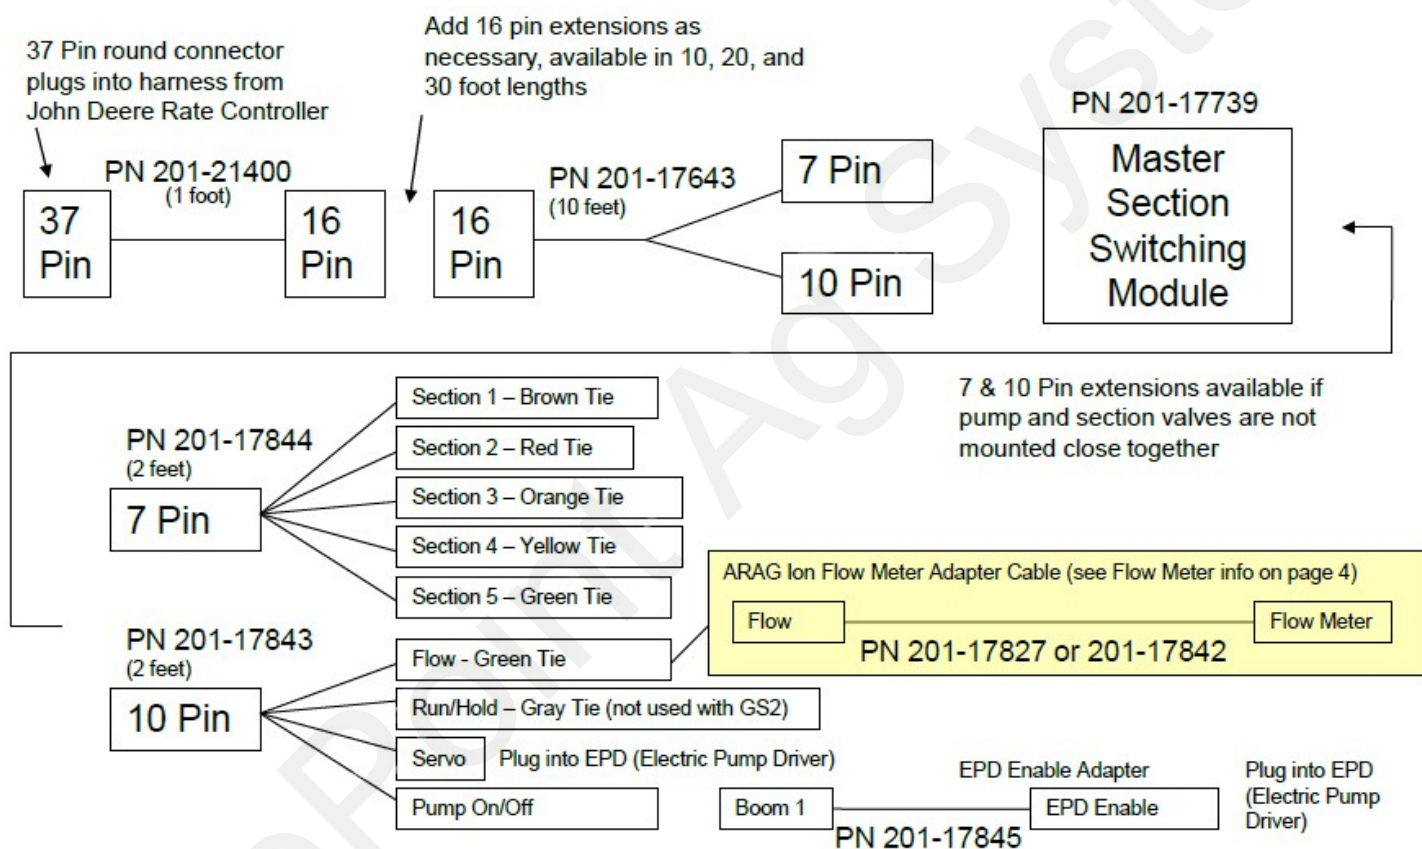 37 Pin round connector
plugs into harness from
John Deere Rate Controller
Add 16 pin extensions as
necessary, available in 10, 20, and
30 foot lengths
PN 201-17739
PN 201-21400
(1 foot)
PN 201-17643
(10 feet)
37
Pin
16
Pin
16
Pin
7 Pin
10 Pin
Master
Section
Switching
Module
7 & 10 Pin extensions available if
pump and section valves are not
mounted close together
PN 201-17844
(2 feet)
7 Pin
Section 1 – Brown Tie
Section 2 – Red Tie
Section 3 – Orange Tie
Section 4 – Yellow Tie
Section 5 – Green Tie
ARAG Ion Flow Meter Adapter Cable (see Flow Meter info on page 4)
Flow
Flow Meter
PN 201-17827 or 201-17842
PN 201-17843
(2 feet)
10 Pin
Flow - Green Tie
Run/Hold – Gray Tie (not used with GS2)
Servo
Plug into EPD (Electric Pump Driver)
Pump On/Off
Boom 1
EPD Enable Adapter
EPD Enable
PN 201-17845
Plug into EPD
(Electric Pump
Driver)
Point Ag Syste